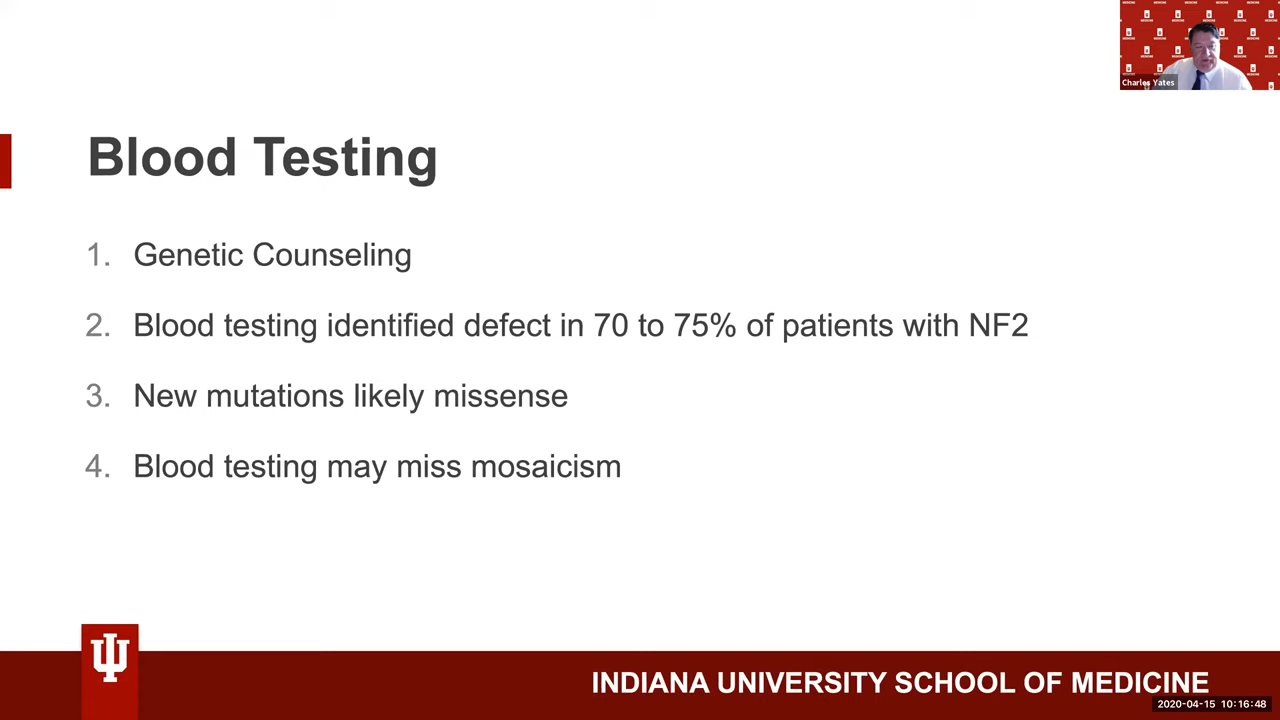 Charles Yates
Blood Testing
1. Genetic Counseling
2. Blood testing identified defect in 70 to 75% of patients with NF2
3. New mutations likely missense
4. Blood testing may miss mosaicism
INDIANA UNIVERSITY SCHOOL OF MEDICINE
2020-04-15 10:16:48